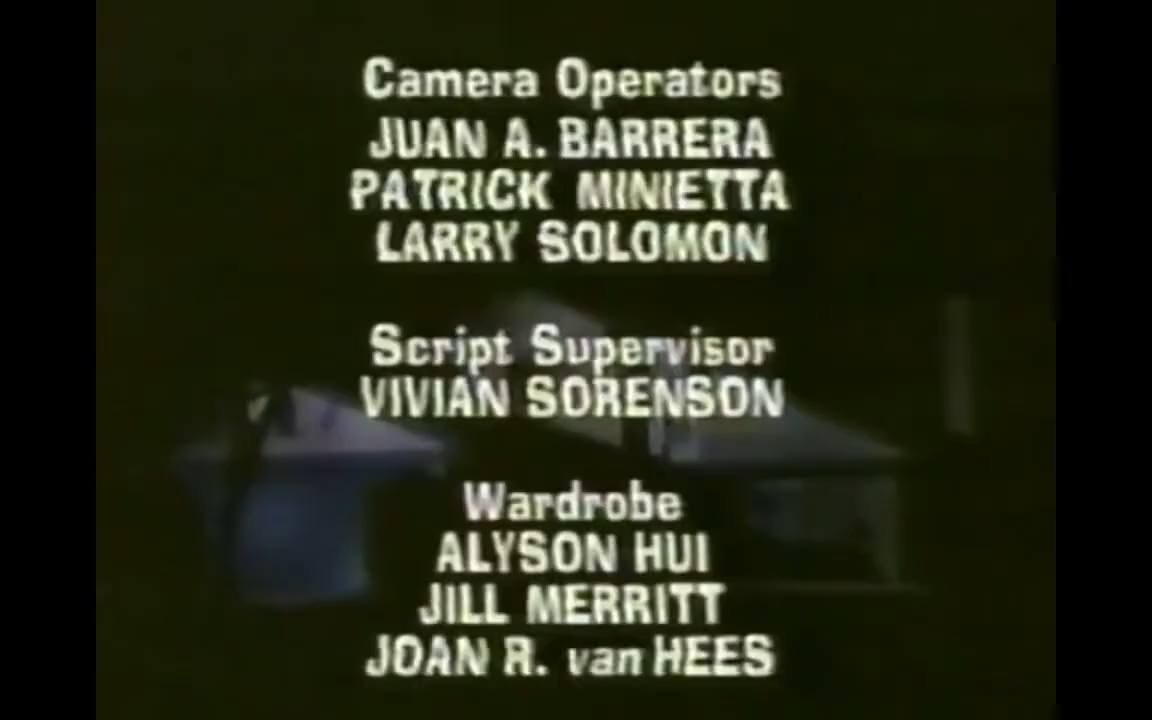 Camera Operators
JUAN A. BARRERA
PATRICK MINIETTA
LARRY SOLOMON
Script Supervisor
VIVIAN SORENSON
Wardrobe
ALYSON HUI
JILL MERRITT
JOAN R. van HEES